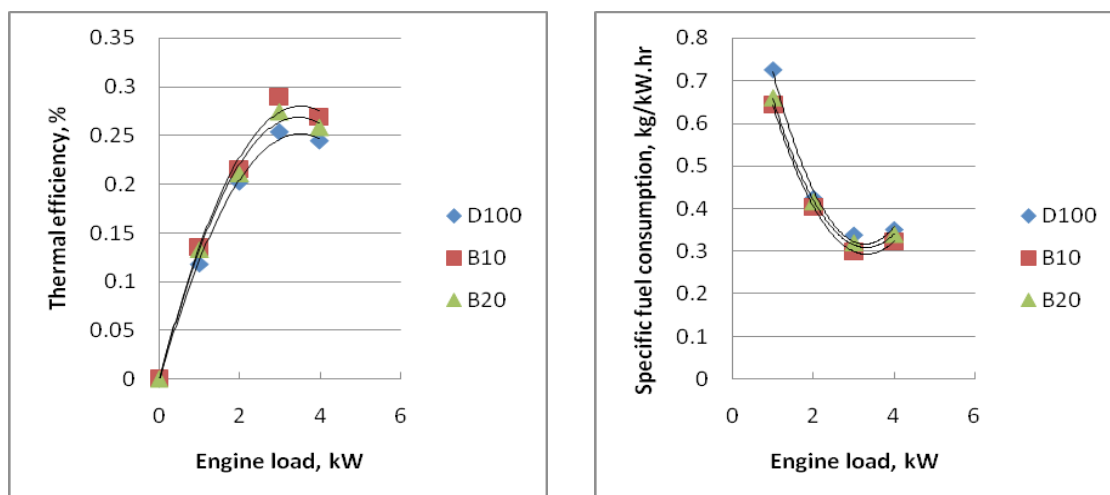 Thermal efficiency, %
0.35
0.3
0.25
0.2
0.15
0.1
0.05
0
0 2 4 6
Engine load, kW
D100
B10
B20
Specific fuel consumption, kg/kW.hr
0.8
0.7
0.6
0.5
0.4
0.3
0.2
0.1
0
0 2 4 6
Engine load, kW
D100
B10
B20